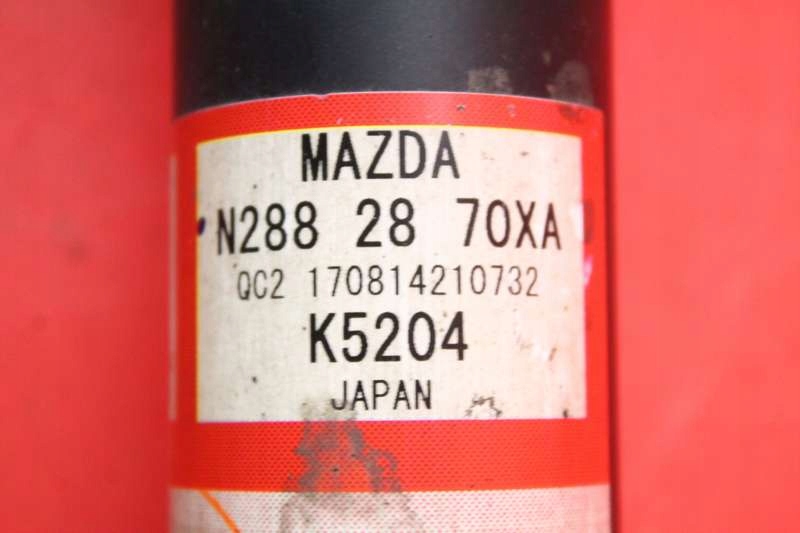 MAZDA
N288 28 70XA
QC2 170814210732
K5204
JAPAN